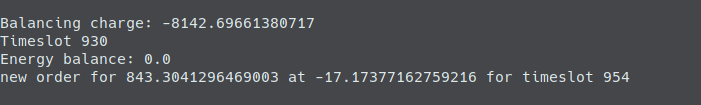 Balancing charge: -8142.69661380717
Timeslot 930
Energy balance: 0.0
new order for 843.3041296469003 at -17.17377162759216 for timeslot 954